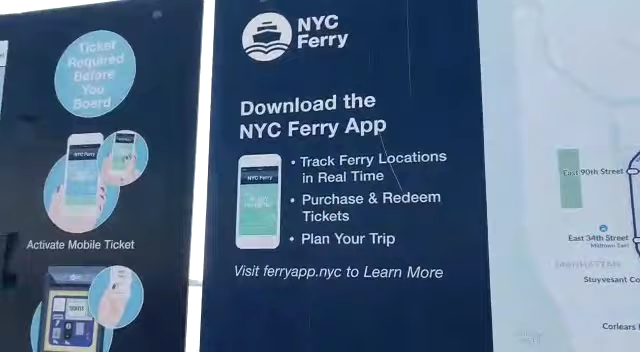 Ticket
Required
Before
You
Board
NYC Ferry
Activate Mobile Ticket
NYC
Ferry
Download the
NYC Ferry App
NYC Ferry
• Track Ferry Locations
in Real Time
• Purchase & Redeem
Tickets
• Plan Your Trip
Visit ferryapp.nyc to Learn More
East 90th Street
East 34th Street
Midtown East
MANHATTAN
Stuyvesant Co
Corlears